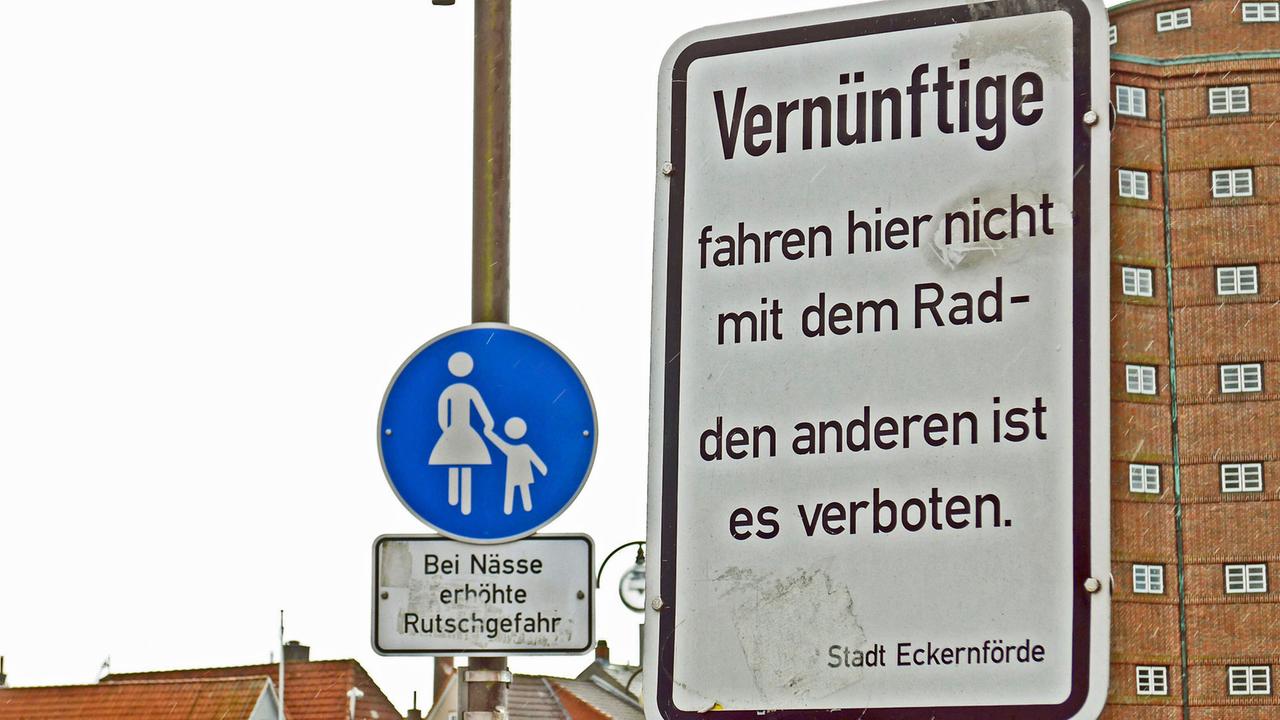 Vernünftige
fahren hier nicht
mit dem Rad-
den anderen ist
es verboten.
Stadt Eckernförde
Bei Nässe
erhöhte
Rutschgefahr